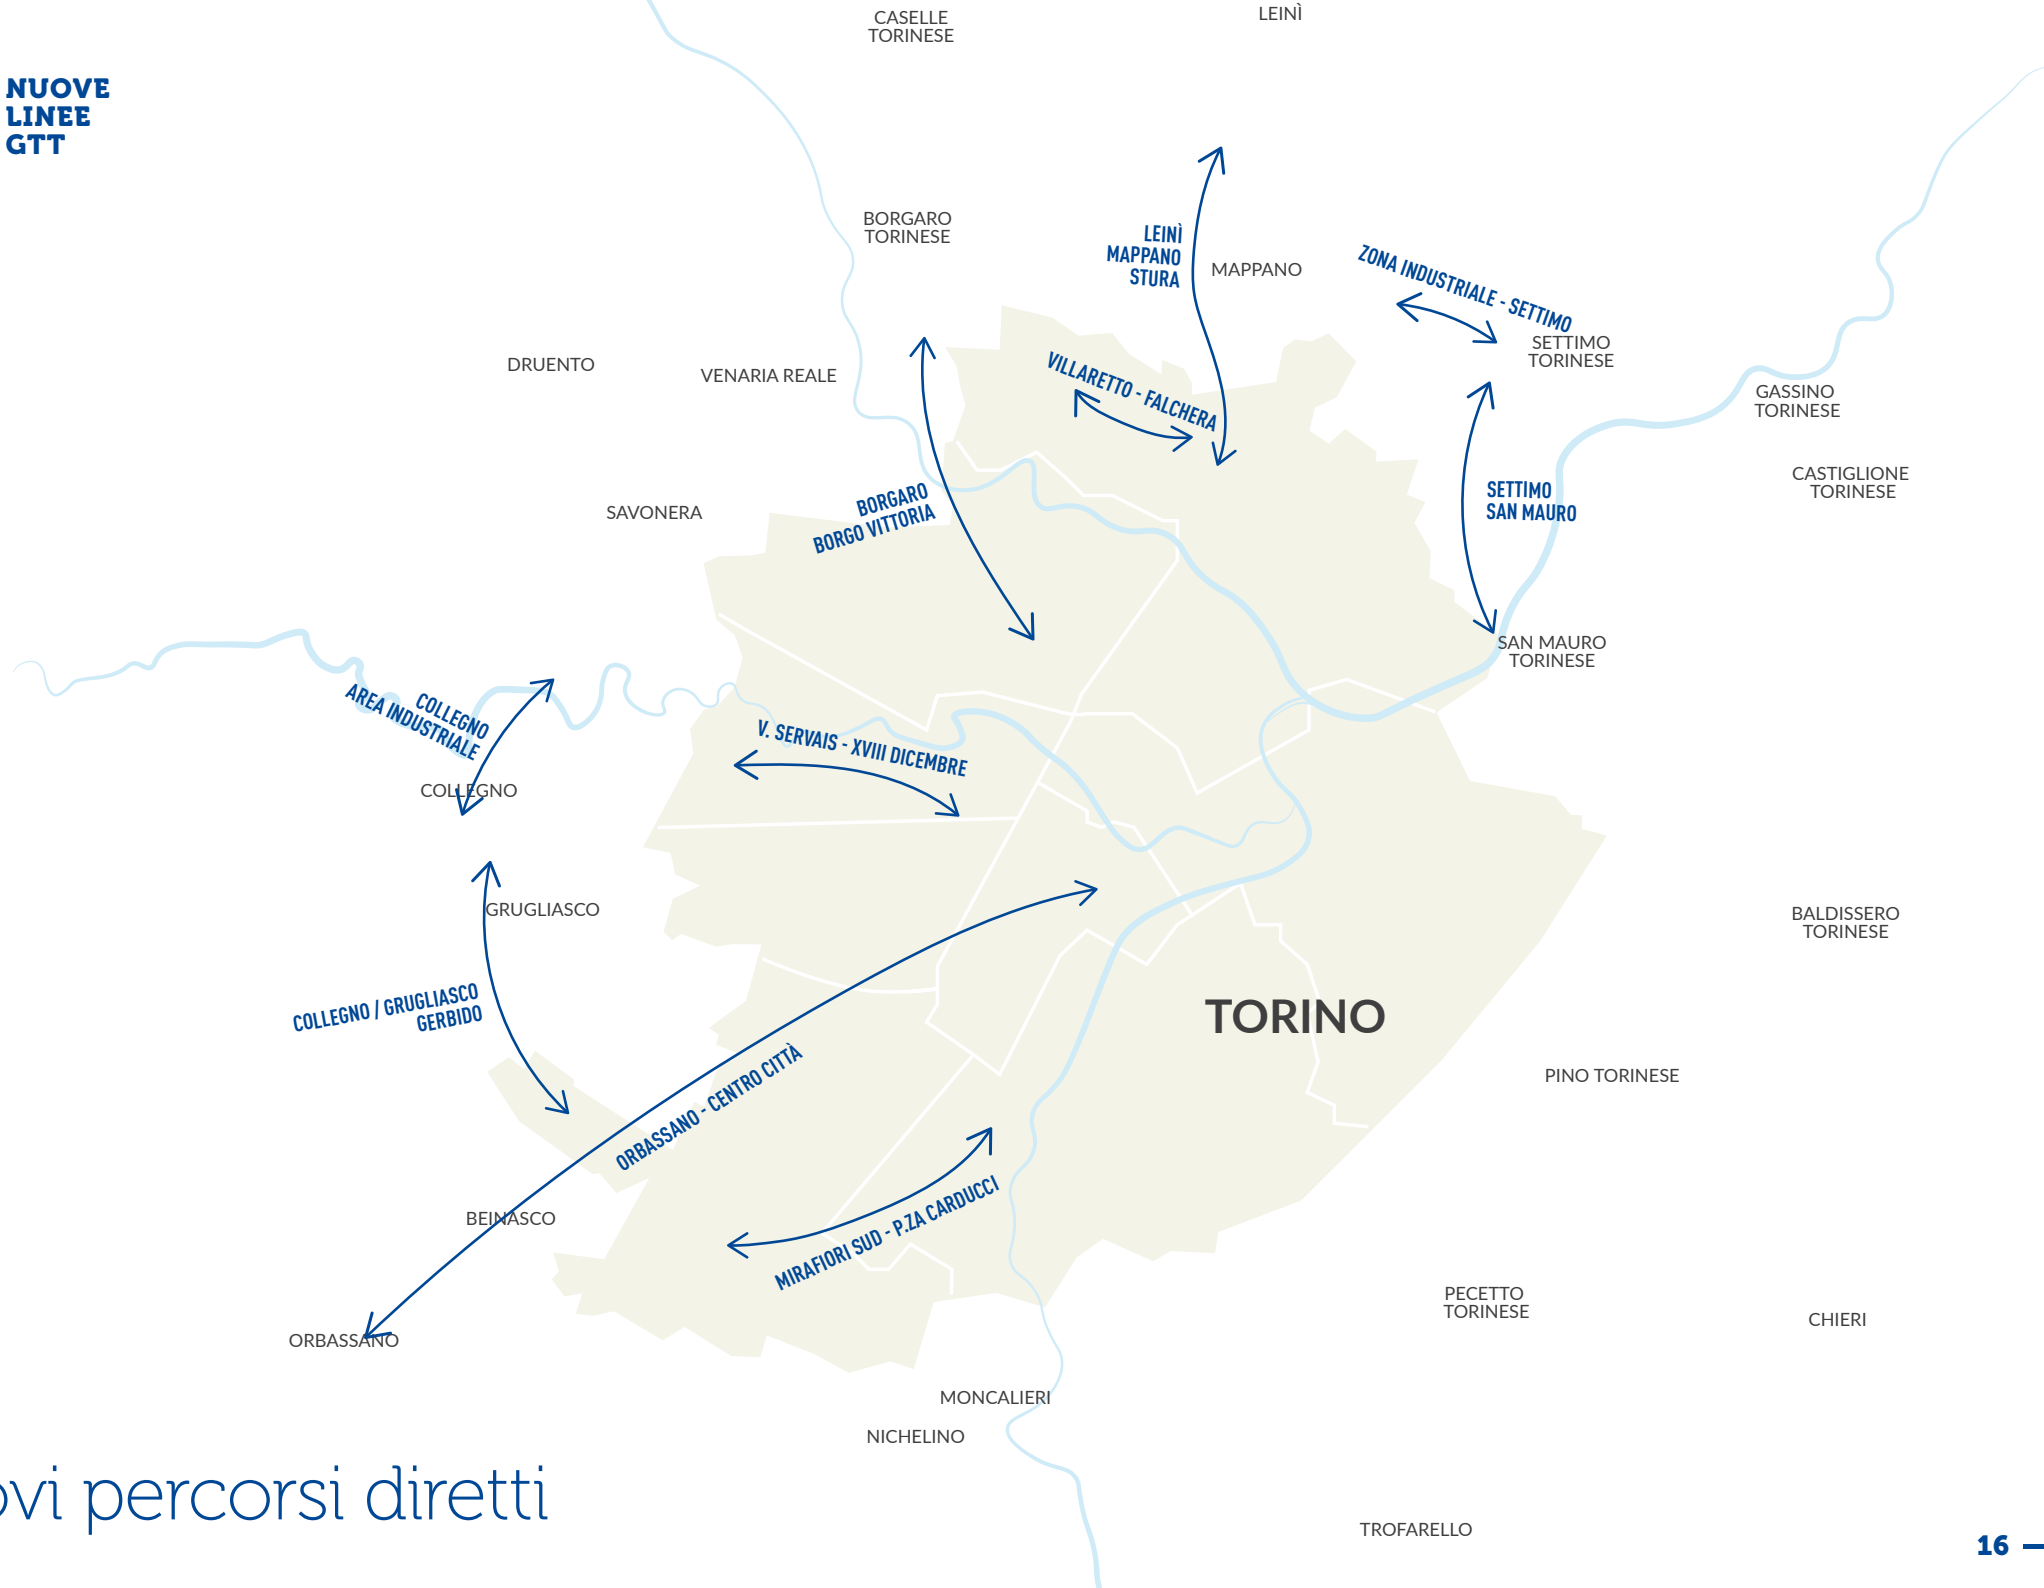 NUOVE
LINEE
GTT
CASELLE
TORINESE
LEINÌ
BORGARO
TORINESE
LEINÌ
MAPPANO
STURA
MAPPANO
ZONA INDUSTRIALE - SETTIMO
SETTIMO
TORINESE
DRUENTO
VENARIA REALE
VILLARETTO - FALCHERA
GASSINO
TORINESE
CASTIGLIONE
TORINESE
SAVONERA
BORGARO
BORGO VITTORIA
SETTIMO
SAN MAURO
SAN MAURO
TORINESE
COLLEGNO
AREA INDUSTRIALE
V. SERVAIS - XVIII DICEMBRE
COLLEGNO
GRUGLIASCO
BALDISSERO
TORINESE
COLLEGNO / GRUGLIASCO
GERBIDO
TORINO
ORBASSANO - CENTRO CITTÀ
PINO TORINESE
BEINASCO
MIRAFIORI SUD - P.ZA CARDUCCI
PECETTO
TORINESE
CHIERI
ORBASSANO
MONCALIERI
NICHELINO
ovi percorsi diretti
TROFARELLO
16